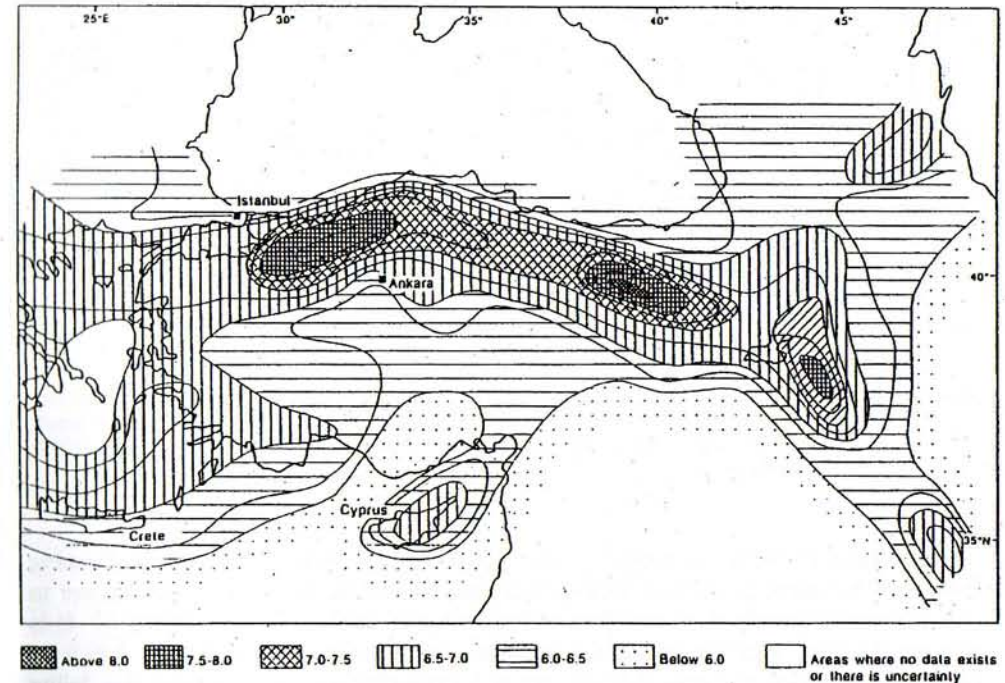 25°E 30° 35° 40° 45°
Istanbul
Ankara
40°
Cyprus
35°N
Crete
Above 8.0 7.5-8.0 7.0-7.5 6.5-7.0 6.0-6.5 Below 6.0 Areas where no data exists
or there is uncertainly